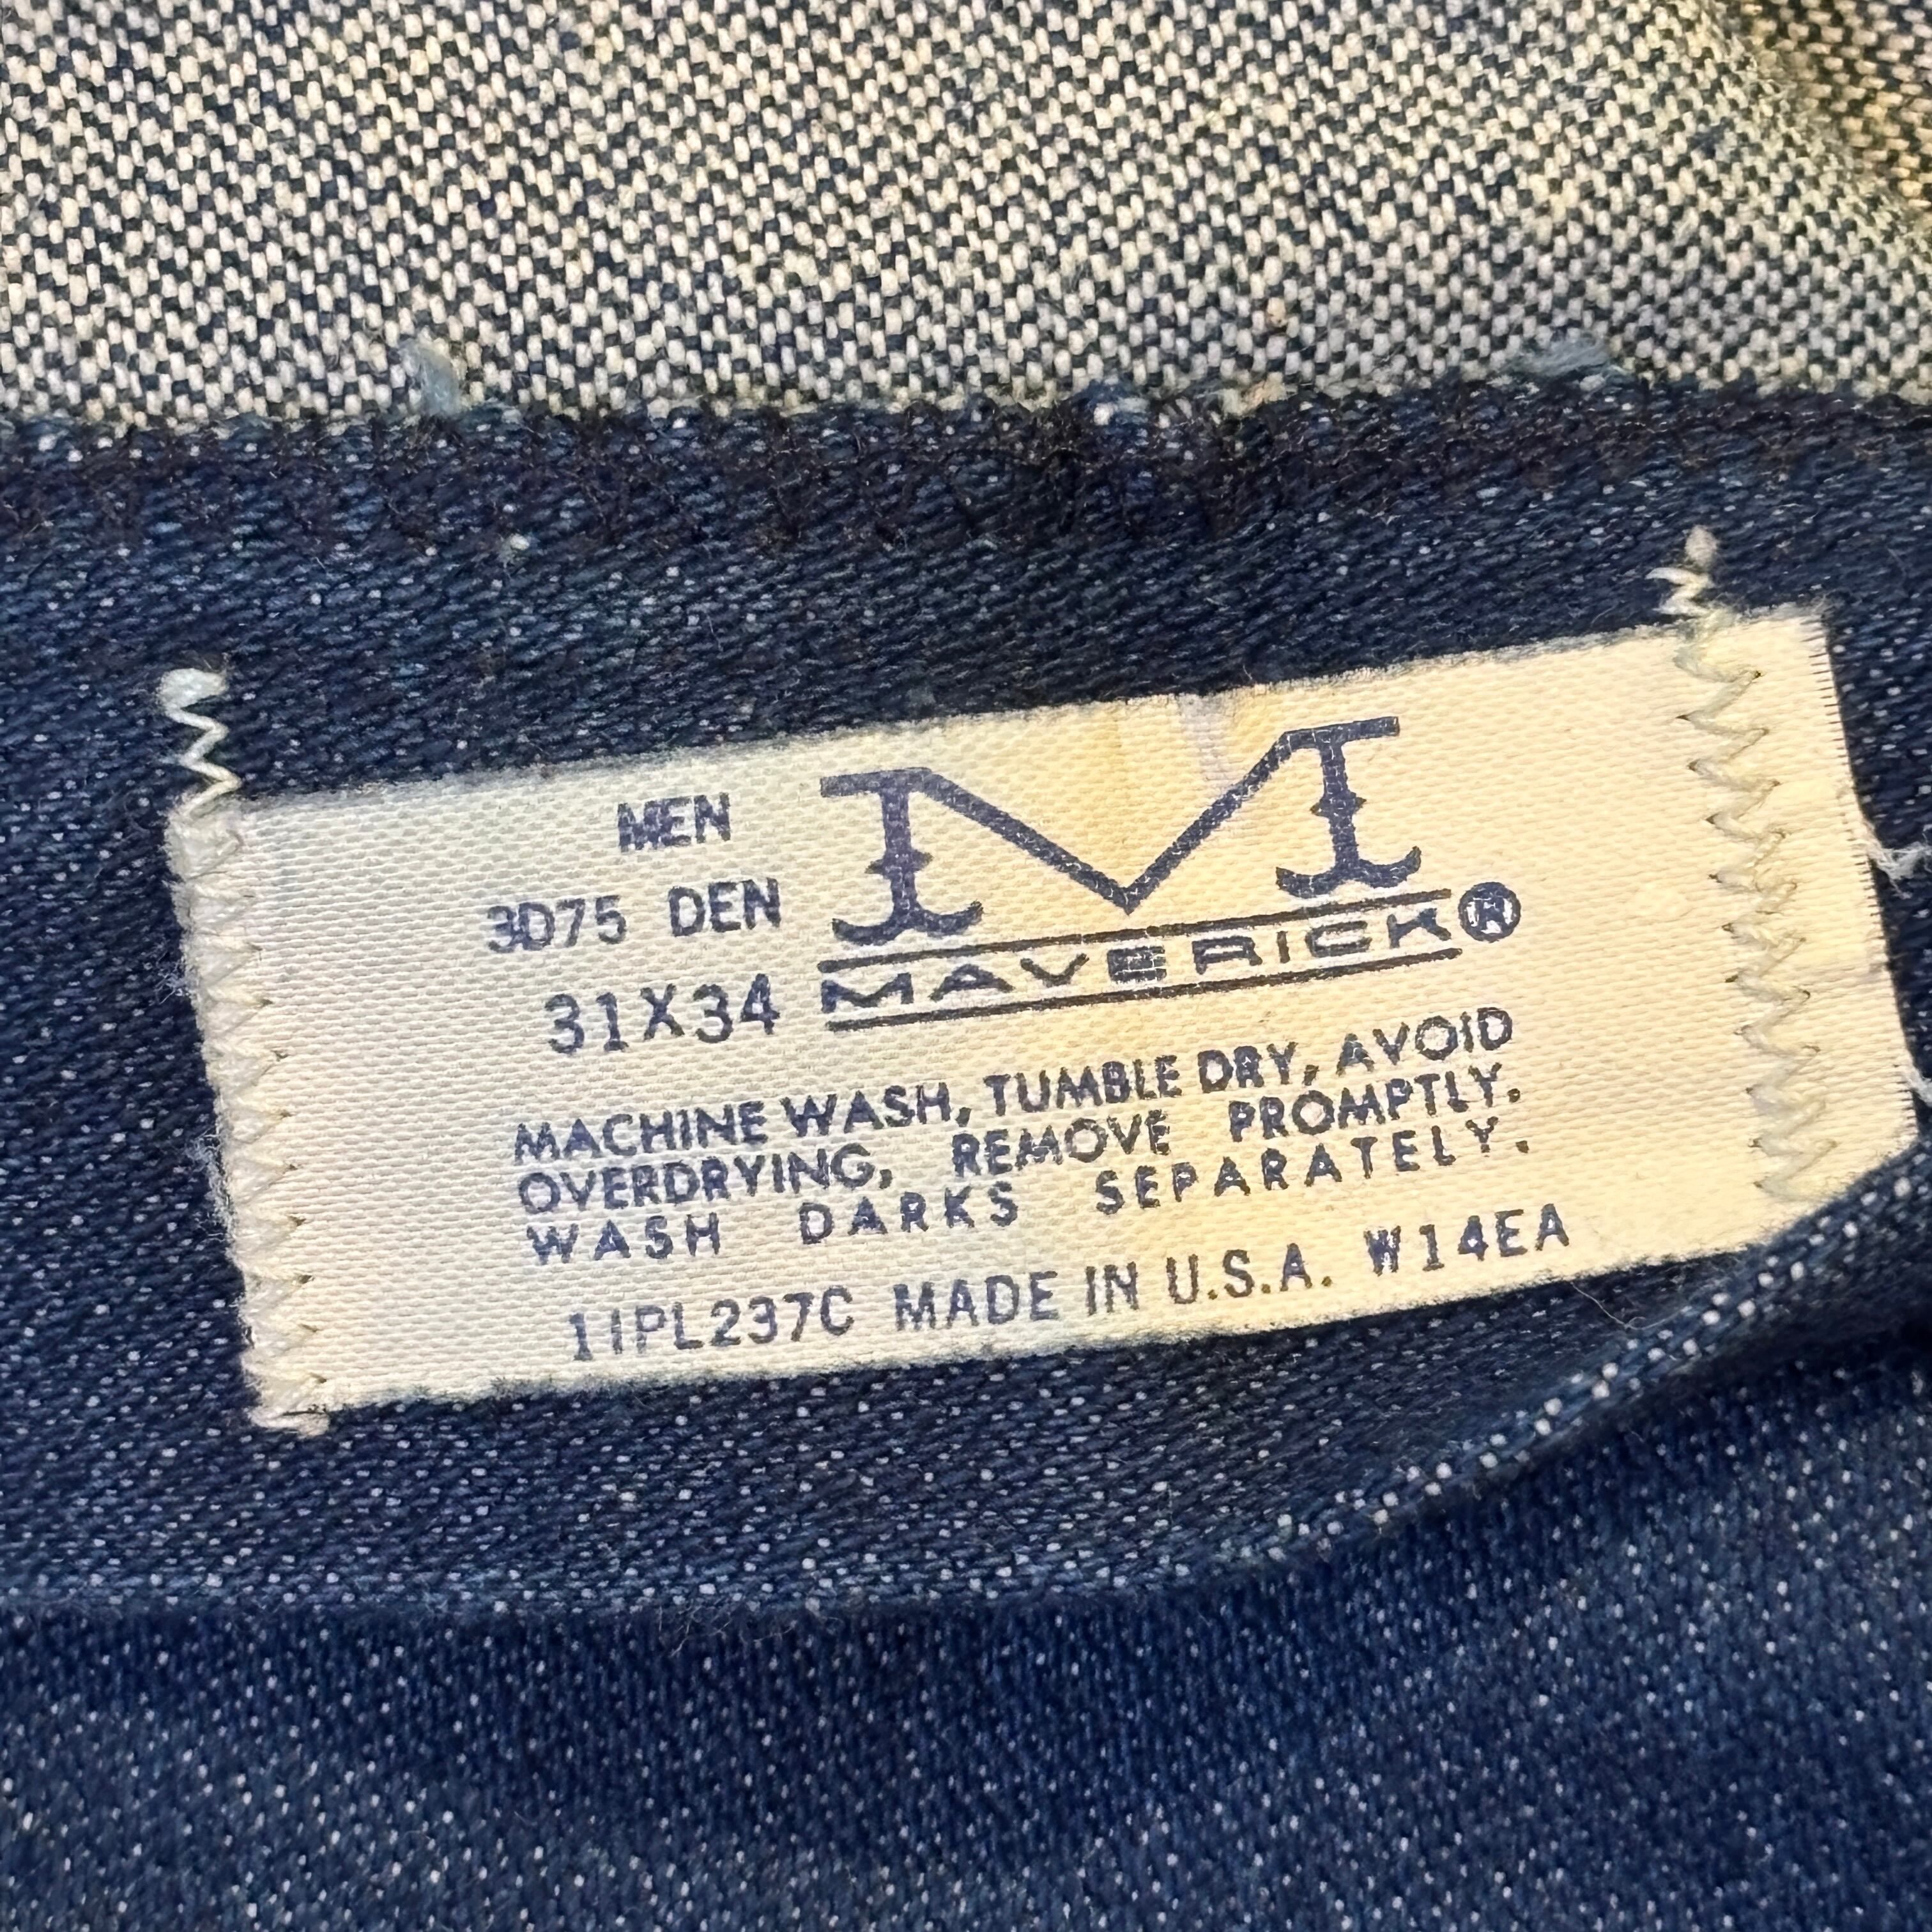 MEN
3D75 DEN
31X34
M
MAVERICK®
MACHINE WASH, TUMBLE DRY, AVOID
OVERDRYING, REMOVE PROMPTLY.
WASH DARKS SEPARATELY.
11PL237C MADE IN U.S.A. W14EA